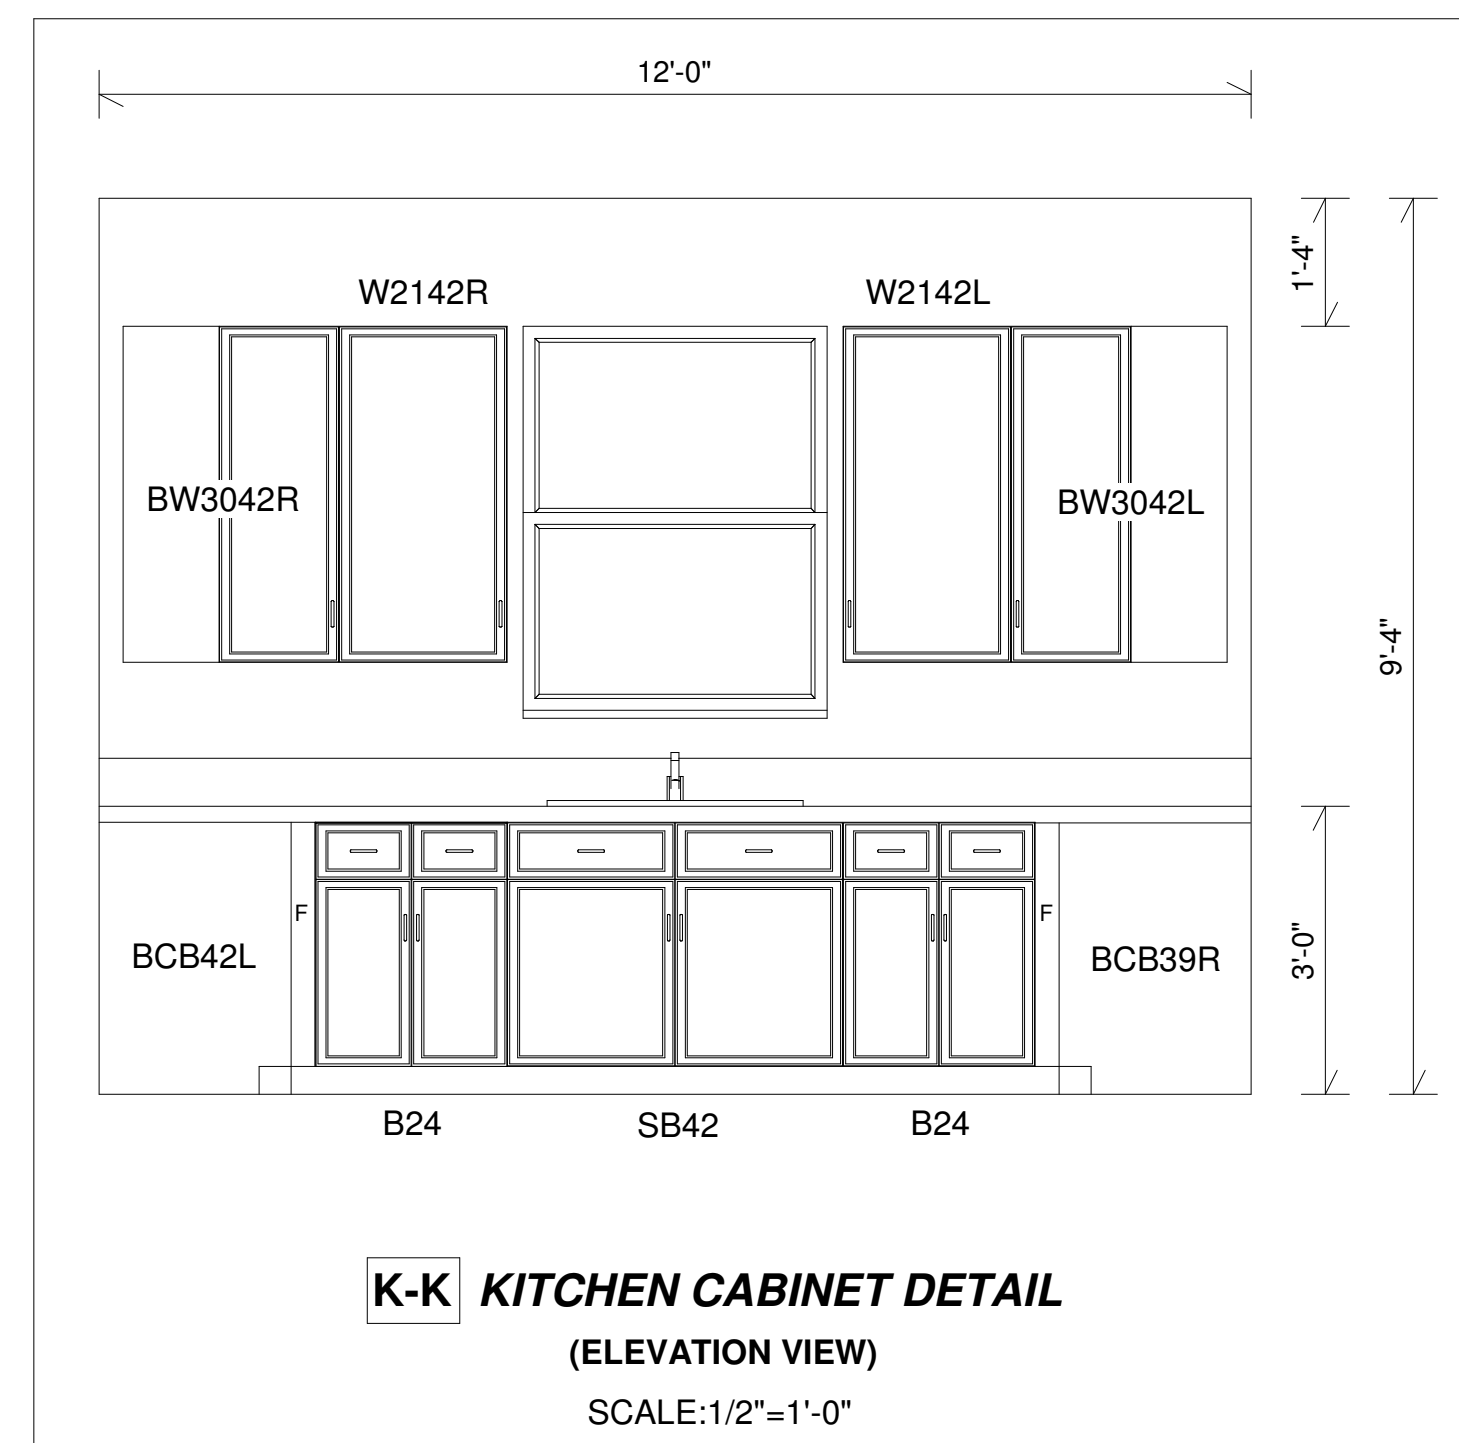 12'-0"
1'-4"
W2142R
W2142L
BW3042R
BW3042L
9'-4"
F
F
3'-0"
BCB42L
BCB39R
B24
SB42
B24
K-K KITCHEN CABINET DETAIL
(ELEVATION VIEW)
SCALE:1/2"=1'-0"